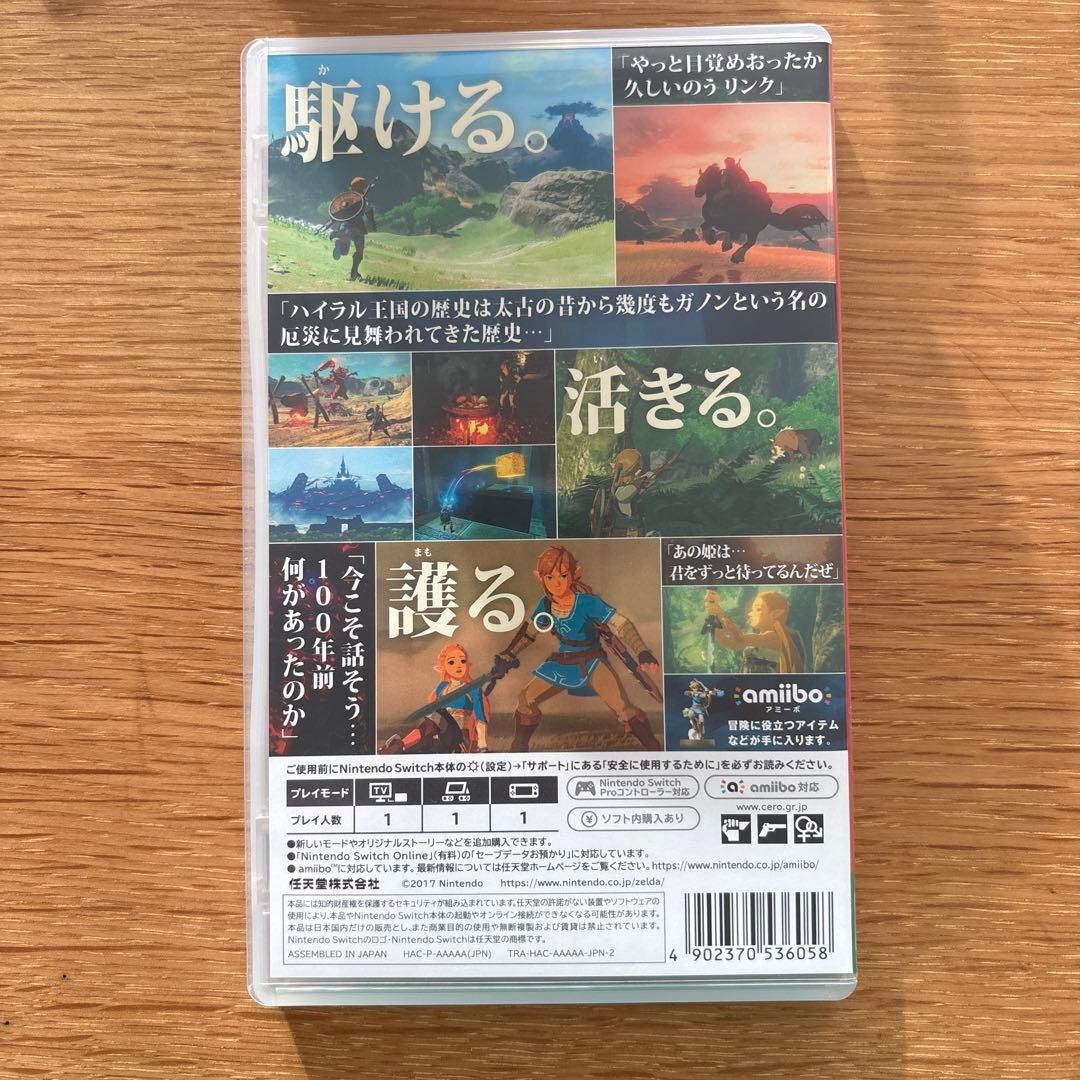 か
駆ける。
「やっと目覚めおったか
久しいのう リンク」
「ハイラル王国の歴史は太古の昔から幾度もガノンという名の
厄災に見舞われてきた歴史…」
い
活きる。
「今こそ話そう…
100年前
何があったのか」
まも
護る。
「あの姫は…
君をずっと待ってるんだぜ」
amiibo
アミーボ
冒険に役立つアイテム
などが手に入ります。
ご使用前にNintendo Switch本体の(設定)→「サポート」にある「安全に使用するために」を必ずお読みください。
プレイモード TV
プレイ人数 1 1 1
Nintendo Switch
Proコントローラー対応
amiibo 対応
ソフト内購入あり
www.cero.gr.jp
●新しいモードやオリジナルストーリーなどを追加購入できます。
●「Nintendo Switch Online」(有料)の「セーブデータお預かり」に対応しています。
● amiibo™に対応しています。最新情報については任天堂ホームページをご覧ください。https://www.nintendo.co.jp/amiibo/
任天堂株式会社 ©2017 Nintendo https://www.nintendo.co.jp/zelda/
本品には知的財産権を保護するセキュリティが組み込まれています。任天堂の許諾がない装置やソフトウェアの
使用により、本品やNintendo Switch本体の起動やオンライン接続ができなくなる可能性があります。
本品は日本国内だけの販売とし、また商業目的の使用や無断複製および賃貸は禁止されています。
Nintendo Switchのロゴ・Nintendo Switchは任天堂の商標です。
ASSEMBLED IN JAPAN HAC-P-AAAAA(JPN) TRA-HAC-AAAAA-JPN-2
4 902370 536058